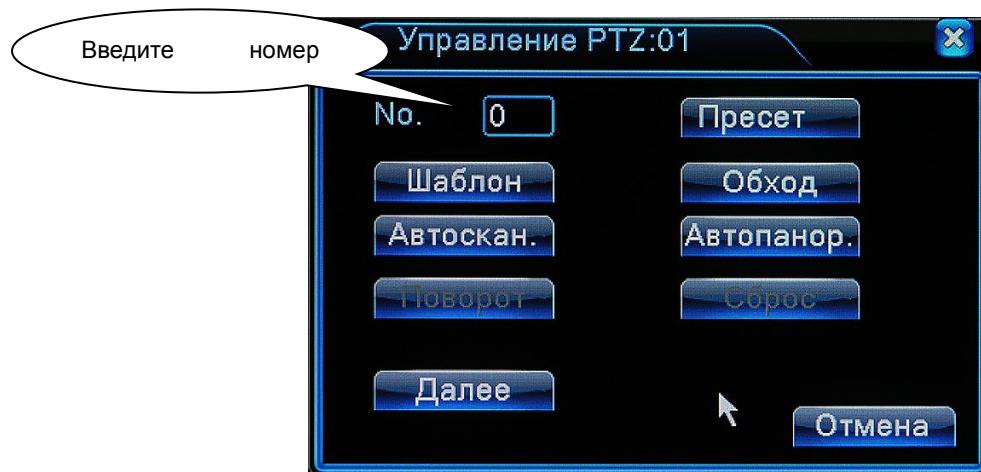 Введите номер
Управление PTZ:01
No. 0 Пресет
Шаблон Обход
Автоскан. Автопанор.
Поворот Сброс
Далее
Отмена